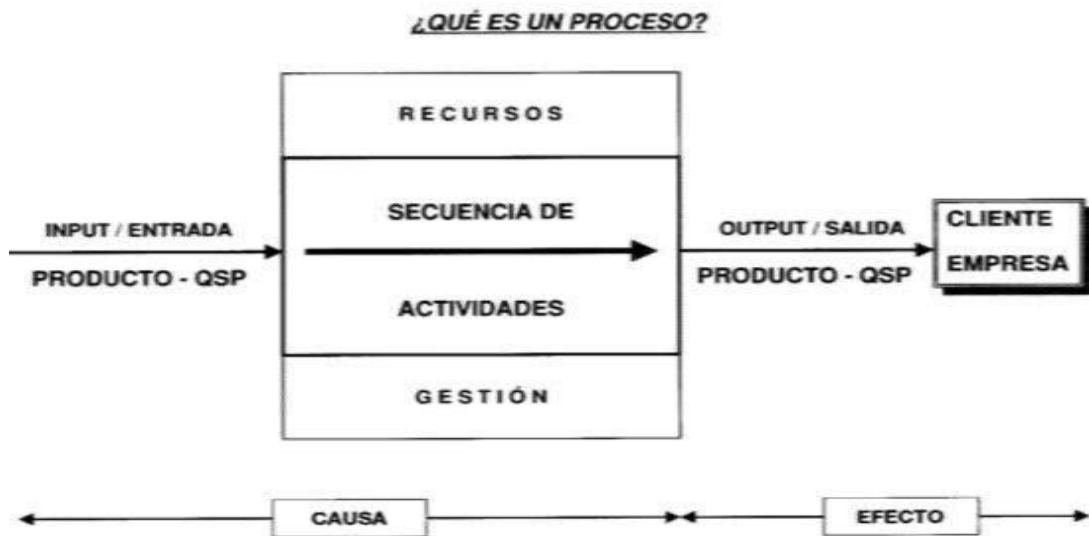 ¿QUÉ ES UN PROCESO?
RECURSOS
INPUT / ENTRADA
PRODUCTO - QSP
SECUENCIA DE
ACTIVIDADES
OUTPUT / SALIDA
PRODUCTO - QSP
CLIENTE
EMPRESA
GESTIÓN
CAUSA
EFECTO